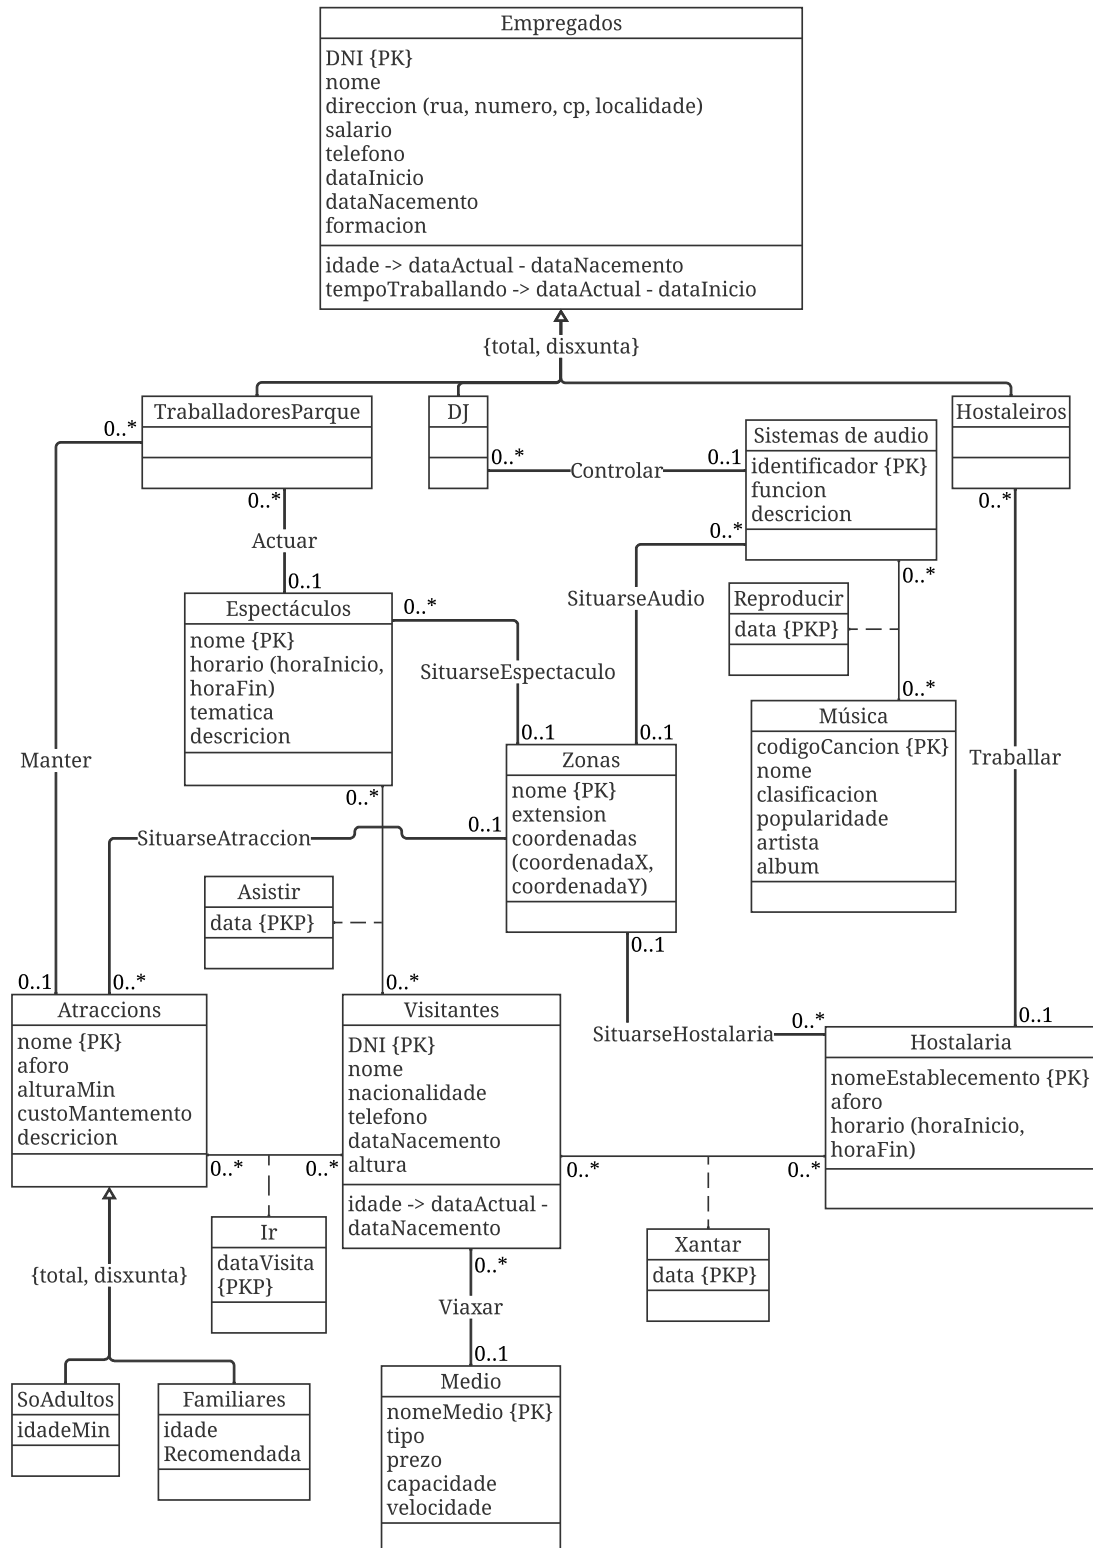 Empregados
DNI {PK}
nome
direccion (rua, numero, cp, localidade)
salario
telefono
dataInicio
dataNacemento
formacion
idade -> dataActual - dataNacemento
tempoTraballando -> dataActual - dataInicio
{total, disxunta}
TraballadoresParque
DJ
Hostaleiros
0..*
Sistemas de audio
identificador {PK}
funcion
descricion
0..*
Controlar
0..1
0..*
0..*
0..*
Actuar
0..1
0..*
SituarseAudio
Reproducir
data {PKP}
Espectáculos
nome {PK}
horario (horaInicio,
horaFin)
tematica
descricion
0..*
SituarseEspectaculo
0..*
Música
codigoCancion {PK}
nome
clasificacion
popularidade
artista
album
0..1
0..1
Zonas
nome {PK}
extension
coordenadas
(coordenadaX,
coordenadaY)
Manter
Traballar
0..*
SituarseAtraccion
0..1
Asistir
data {PKP}
0..1
0..1
0..*
0..*
Atraccions
nome {PK}
aforo
alturaMin
custoMantemento
descricion
Visitantes
DNI {PK}
nome
nacionalidade
telefono
dataNacemento
altura
idade -> dataActual -
dataNacemento
SituarseHostalaria
0..*
0..1
Hostalaria
nomeEstablecemento {PK}
aforo
horario (horaInicio,
horaFin)
0..*
0..*
0..*
0..*
Ir
dataVisita
{PKP}
Xantar
data {PKP}
{total, disxunta}
0..*
Viaxar
0..1
SoAdultos
idadeMin
Familiares
idade
Recomendada
Medio
nomeMedio {PK}
tipo
prezo
capacidade
velocidade